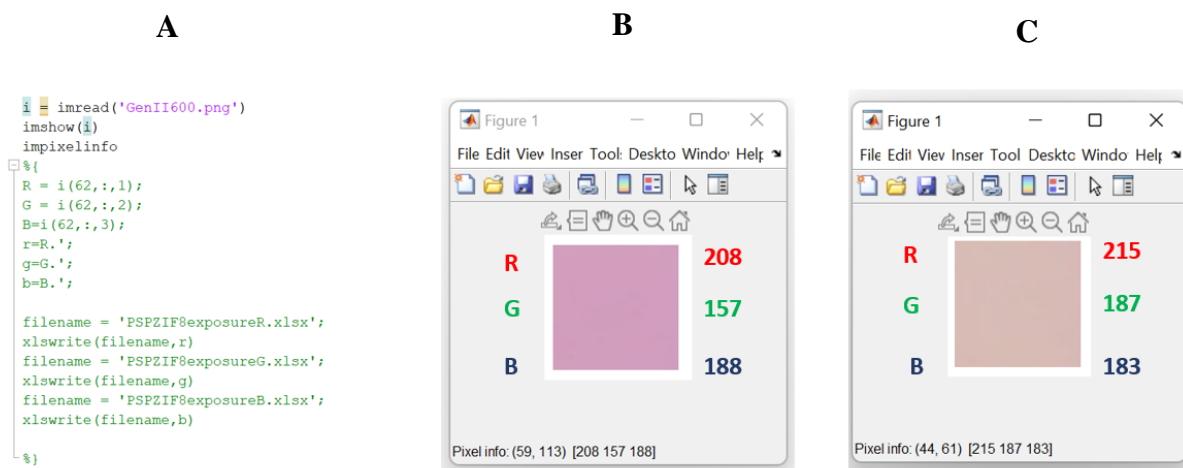 A
B
C
i = imread('GenII600.png')
imshow(i)
impixelinfo
%{
R = i(62,:,1);
G = i(62,:,2);
B=i(62,:,3);
r=R.';
g=G.';
b=B.';
filename = 'PSPZIF8exposureR.xlsx';
xlswrite(filename,r)
filename = 'PSPZIF8exposureG.xlsx';
xlswrite(filename,g)
filename = 'PSPZIF8exposureB.xlsx';
xlswrite(filename,b)
%}
Figure 1
File Edit View Inser Tool: Deskto Windo Help
R 208
G 157
B 188
Pixel info: (59, 113) [208 157 188]
Figure 1
File Edit View Inser Tool Deskto Windo Help
R 215
G 187
B 183
Pixel info: (44, 61) [215 187 183]